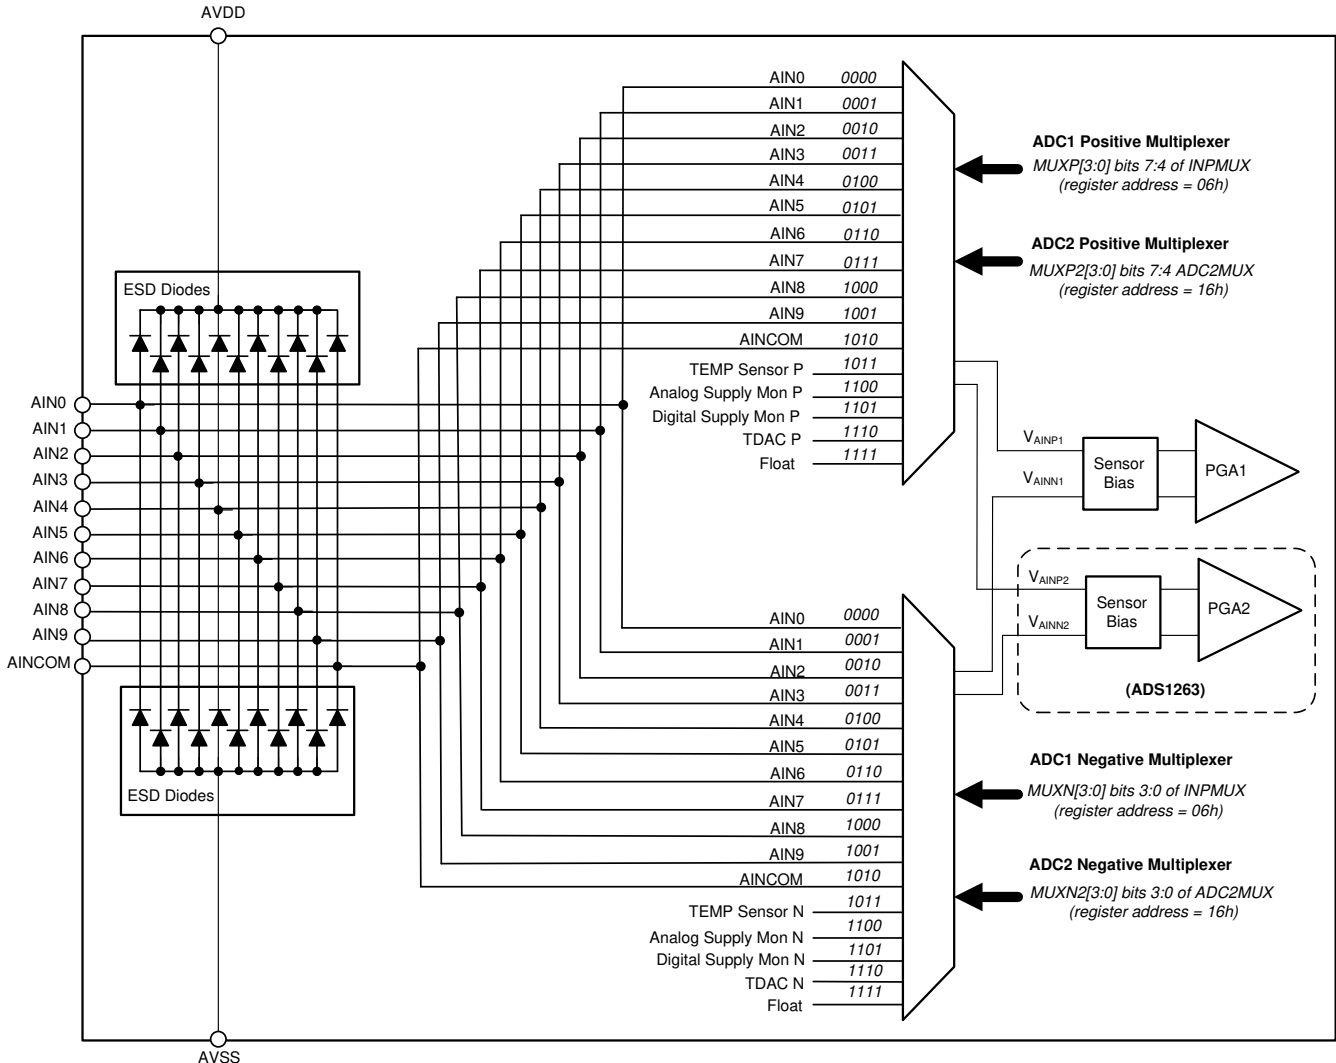 AVDD
AIN0 0000
AIN1 0001
AIN2 0010
AIN3 0011
AIN4 0100
AIN5 0101
AIN6 0110
AIN7 0111
AIN8 1000
AIN9 1001
AINCOM 1010
TEMP Sensor P 1011
Analog Supply Mon P 1100
Digital Supply Mon P 1101
TDAC P 1110
Float 1111
ADC1 Positive Multiplexer
MUXP[3:0] bits 7:4 of INPMUX
(register address = 06h)
ADC2 Positive Multiplexer
MUXP2[3:0] bits 7:4 ADC2MUX
(register address = 16h)
ESD Diodes
AIN0
AIN1
AIN2
AIN3
AIN4
AIN5
AIN6
AIN7
AIN8
AIN9
AINCOM
ESD Diodes
VAINP1
VAINN1
Sensor
Bias
PGA1
VAINP2
VAINN2
Sensor
Bias
PGA2
(ADS1263)
AIN0 0000
AIN1 0001
AIN2 0010
AIN3 0011
AIN4 0100
AIN5 0101
AIN6 0110
AIN7 0111
AIN8 1000
AIN9 1001
AINCOM 1010
TEMP Sensor N 1011
Analog Supply Mon N 1100
Digital Supply Mon N 1101
TDAC N 1110
Float 1111
ADC1 Negative Multiplexer
MUXN[3:0] bits 3:0 of INPMUX
(register address = 06h)
ADC2 Negative Multiplexer
MUXN2[3:0] bits 3:0 of ADC2MUX
(register address = 16h)
AVSS